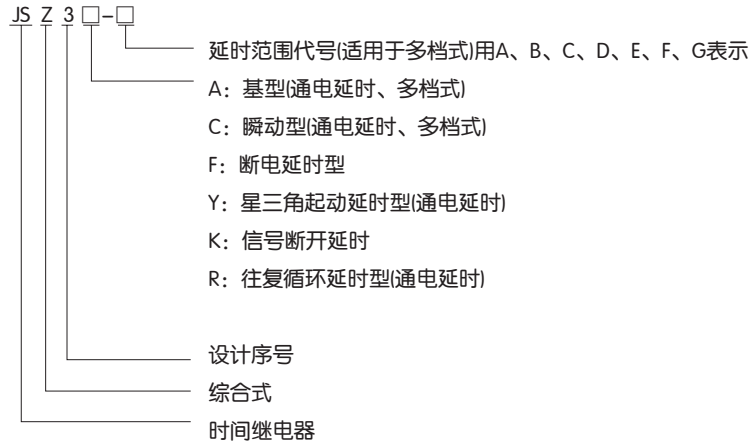 JS Z 3 □-□
延时范围代号(适用于多档式)用A、B、C、D、E、F、G表示
A：基型(通电延时、多档式)
C：瞬动型(通电延时、多档式)
F：断电延时型
Y：星三角起动延时型(通电延时)
K：信号断开延时
R：往复循环延时型(通电延时)
设计序号
综合式
时间继电器